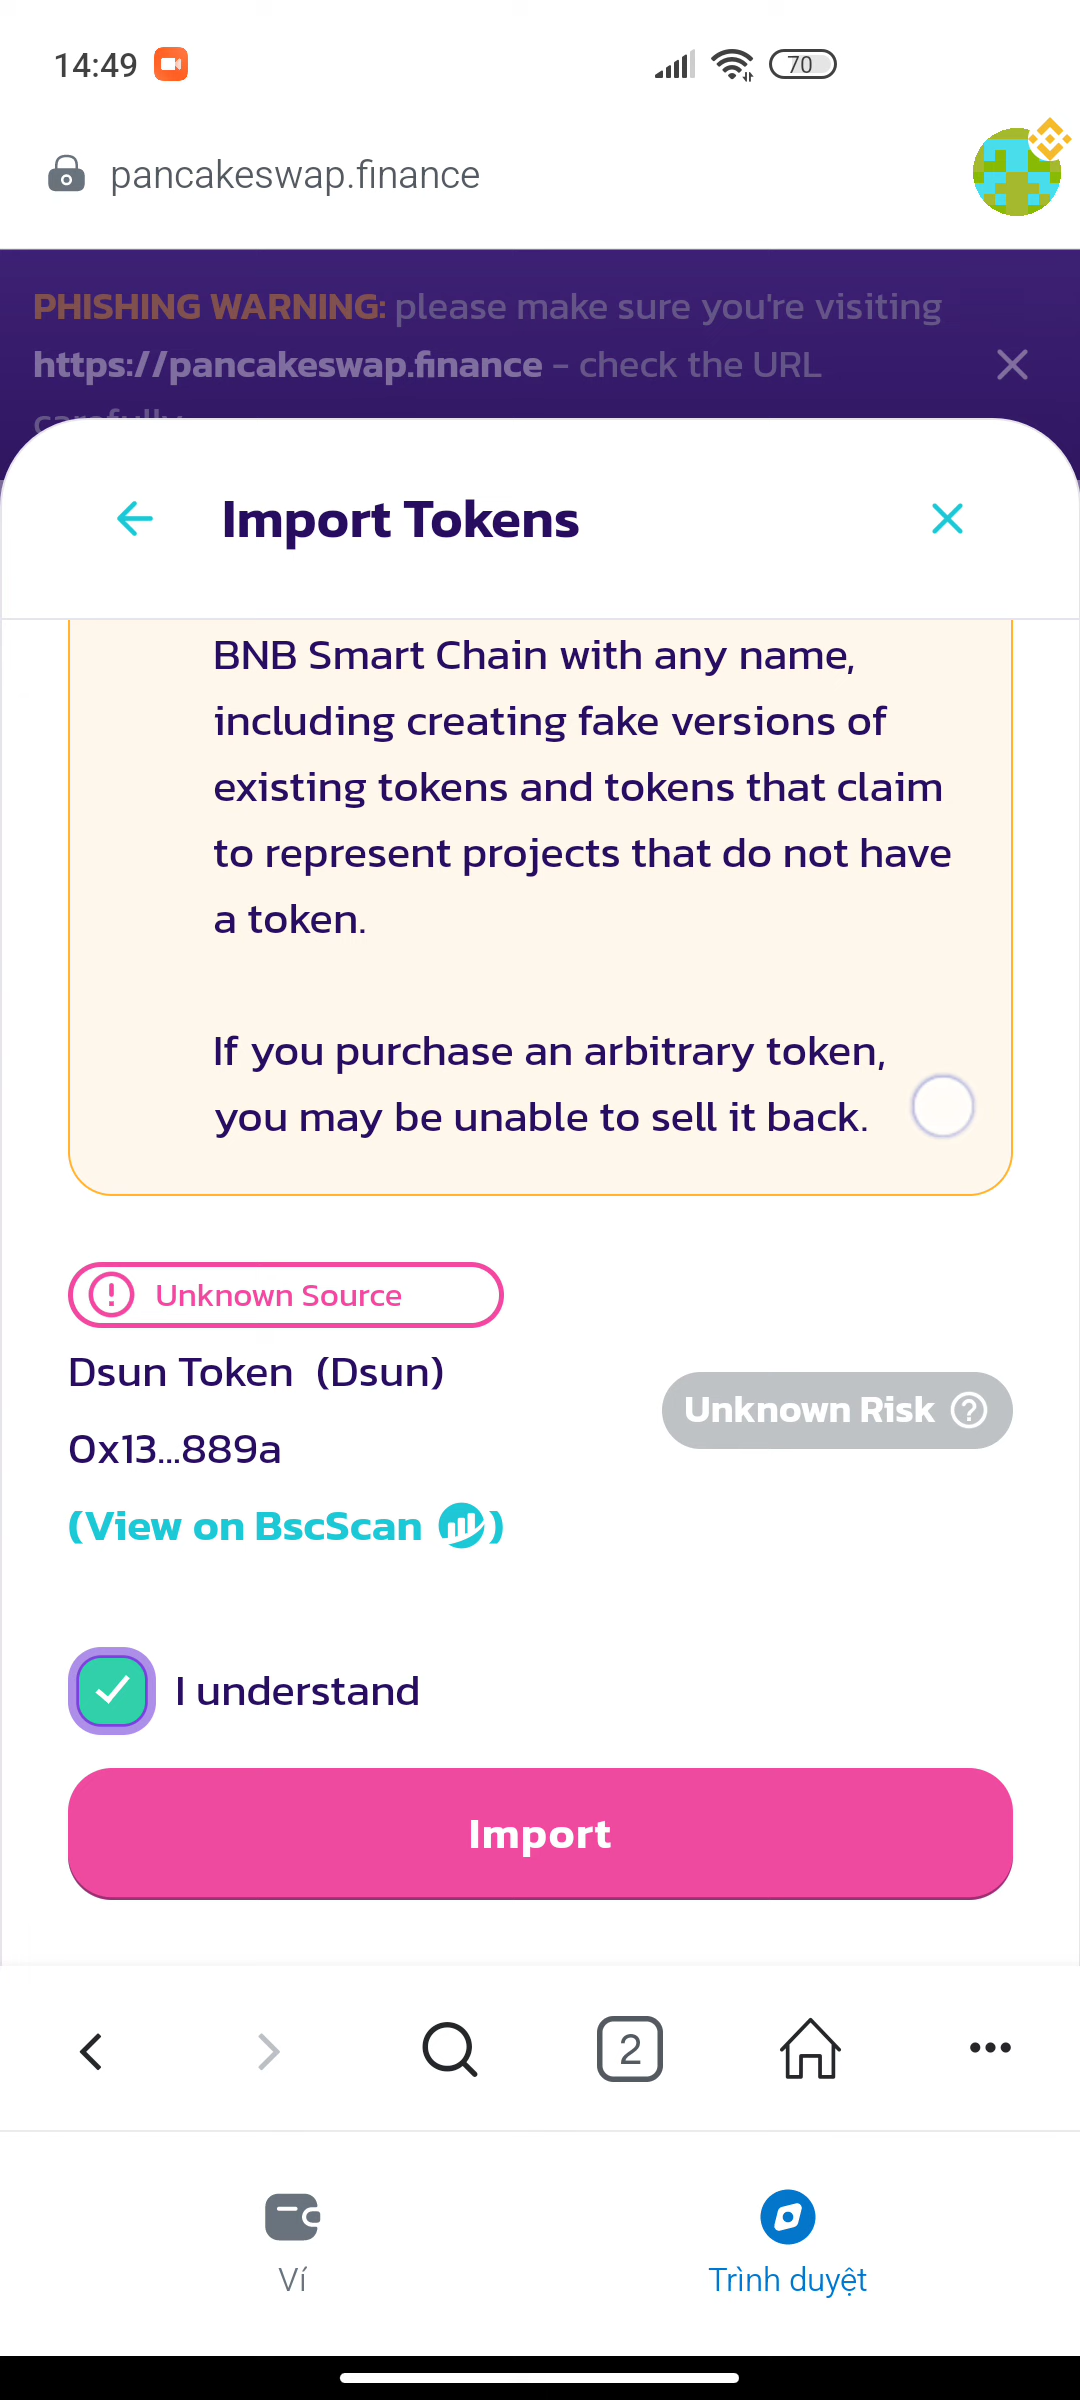 14:49
70
pancakeswap.finance
PHISHING WARNING: please make sure you're visiting
https://pancakeswap.finance - check the URL
carefully
Import Tokens
BNB Smart Chain with any name,
including creating fake versions of
existing tokens and tokens that claim
to represent projects that do not have
a token.
If you purchase an arbitrary token,
you may be unable to sell it back.
Unknown Source
Dsun Token (Dsun)
Unknown Risk
0x13...889a
(View on BscScan )
I understand
Import
2
Ví
Trình duyệt